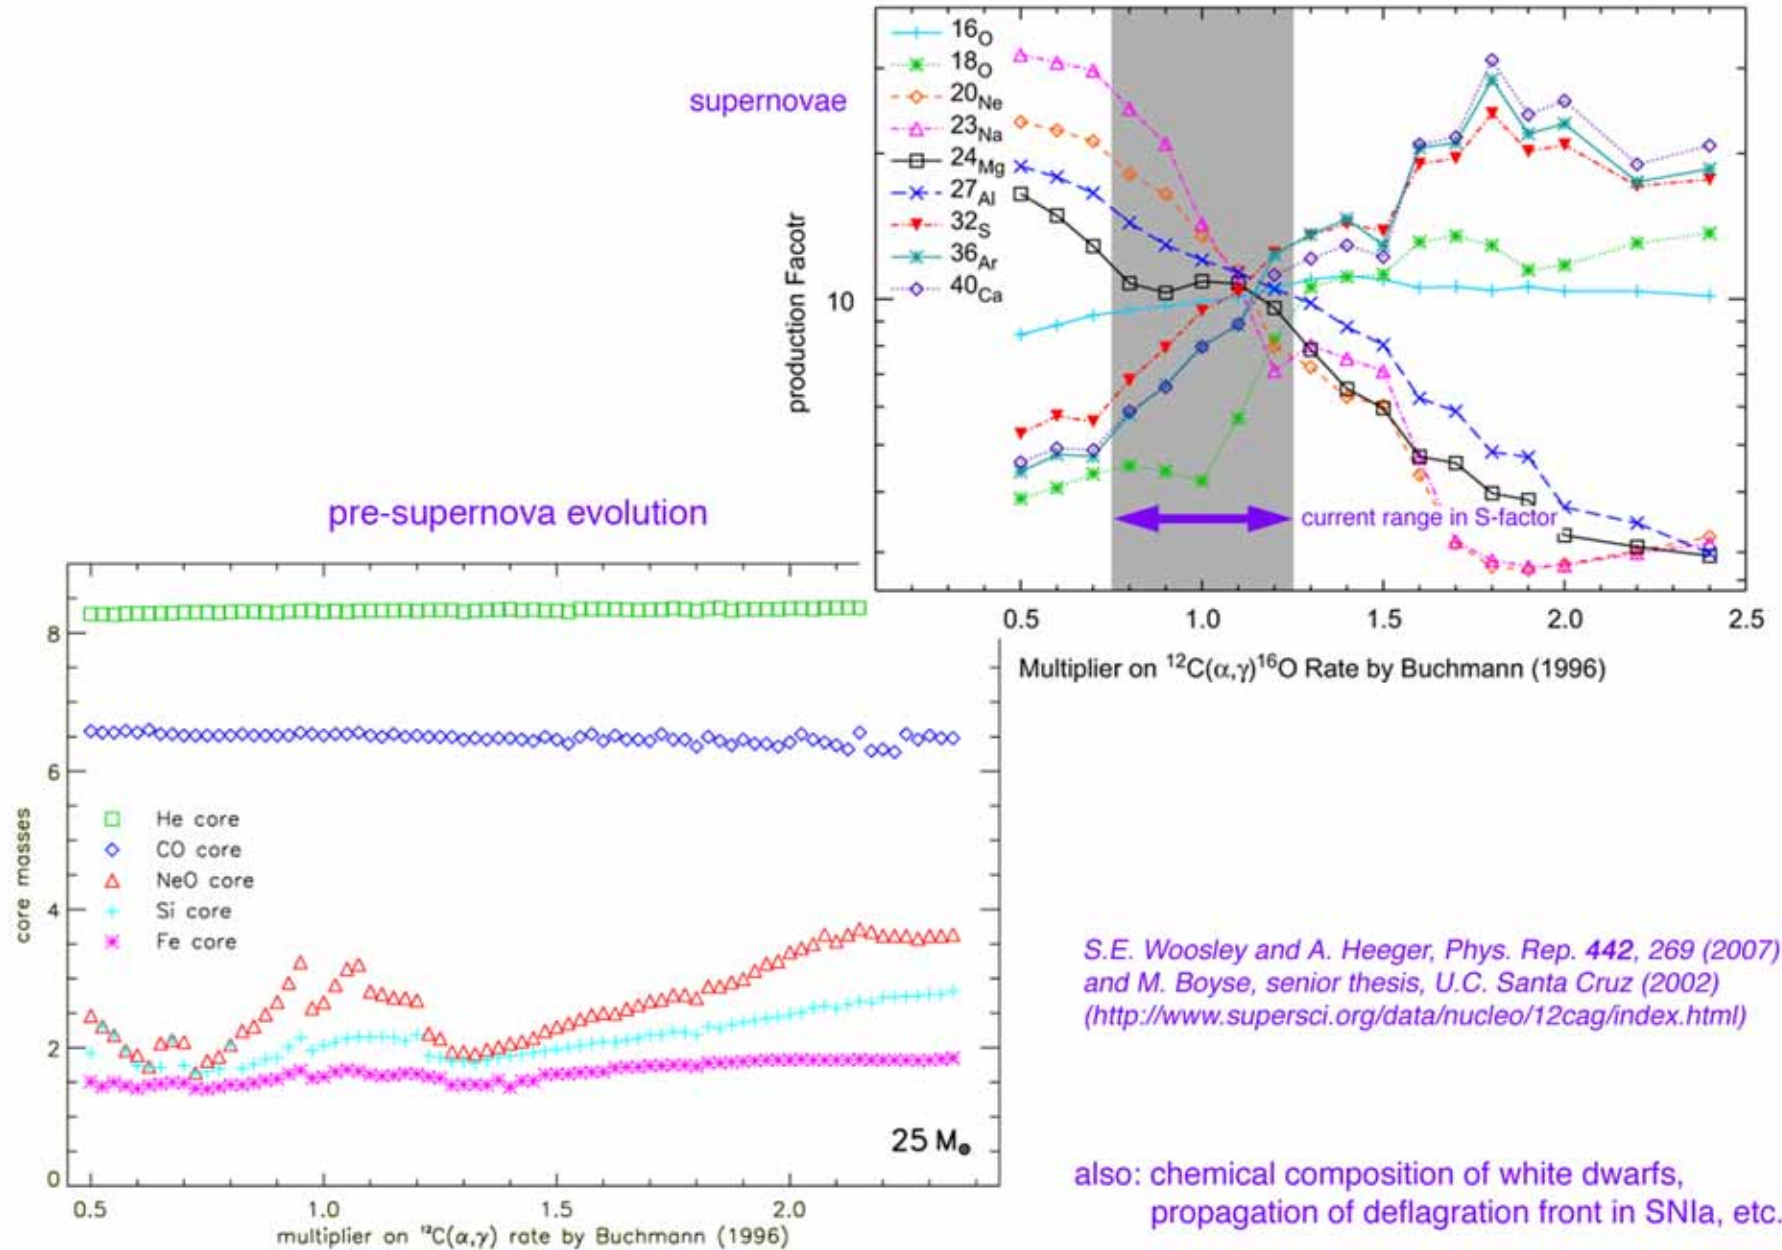 supernovae
16O
18O
20Ne
23Na
24Mg
27Al
32S
36Ar
40Ca
production Facotr
10
current range in S-factor
0.5 1.0 1.5 2.0 2.5
Multiplier on ¹²C(α,γ)¹⁶O Rate by Buchmann (1996)
pre-supernova evolution
8
6
4
2
0
core masses
He core
CO core
NeO core
Si core
Fe core
25 M⊙
0.5 1.0 1.5 2.0
multiplier on ¹²C(α,γ) rate by Buchmann (1996)
S.E. Woosley and A. Heeger, Phys. Rep. 442, 269 (2007)
and M. Boyse, senior thesis, U.C. Santa Cruz (2002)
(http://www.supersci.org/data/nucleo/12cag/index.html)
also: chemical composition of white dwarfs,
propagation of deflagration front in SNIa, etc.